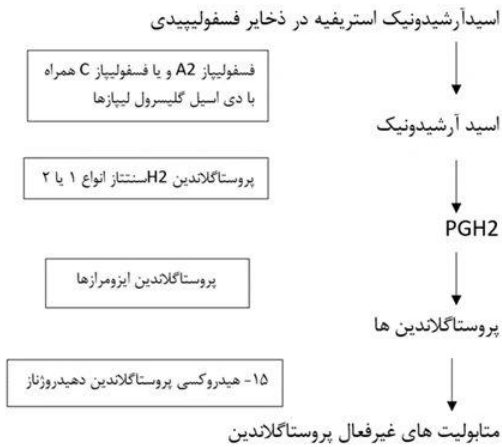 اسیدآرشیدونیک استریفیه در ذخایر فسفولیپیدی
فسفولیپاز A2 و یا فسفولیپاز C همراه
با دی اسیل گلیسرول لیپازها
اسید آرشیدونیک
پروستاگلاندین H2سنتتاز انواع ۱ یا ۲
PGH2
پروستاگلاندین ایزومرازها
پروستاگلاندین ها
۱۵- هیدروکسی پروستاگلاندین دهیدروژناز
متابولیت های غیرفعال پروستاگلاندین